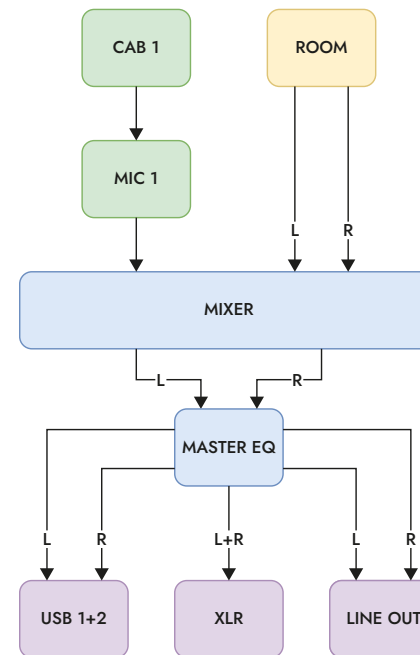 CAB 1
ROOM
MIC 1
L
R
MIXER
L
R
MASTER EQ
L
R
L+R
L
R
USB 1+2
XLR
LINE OUT